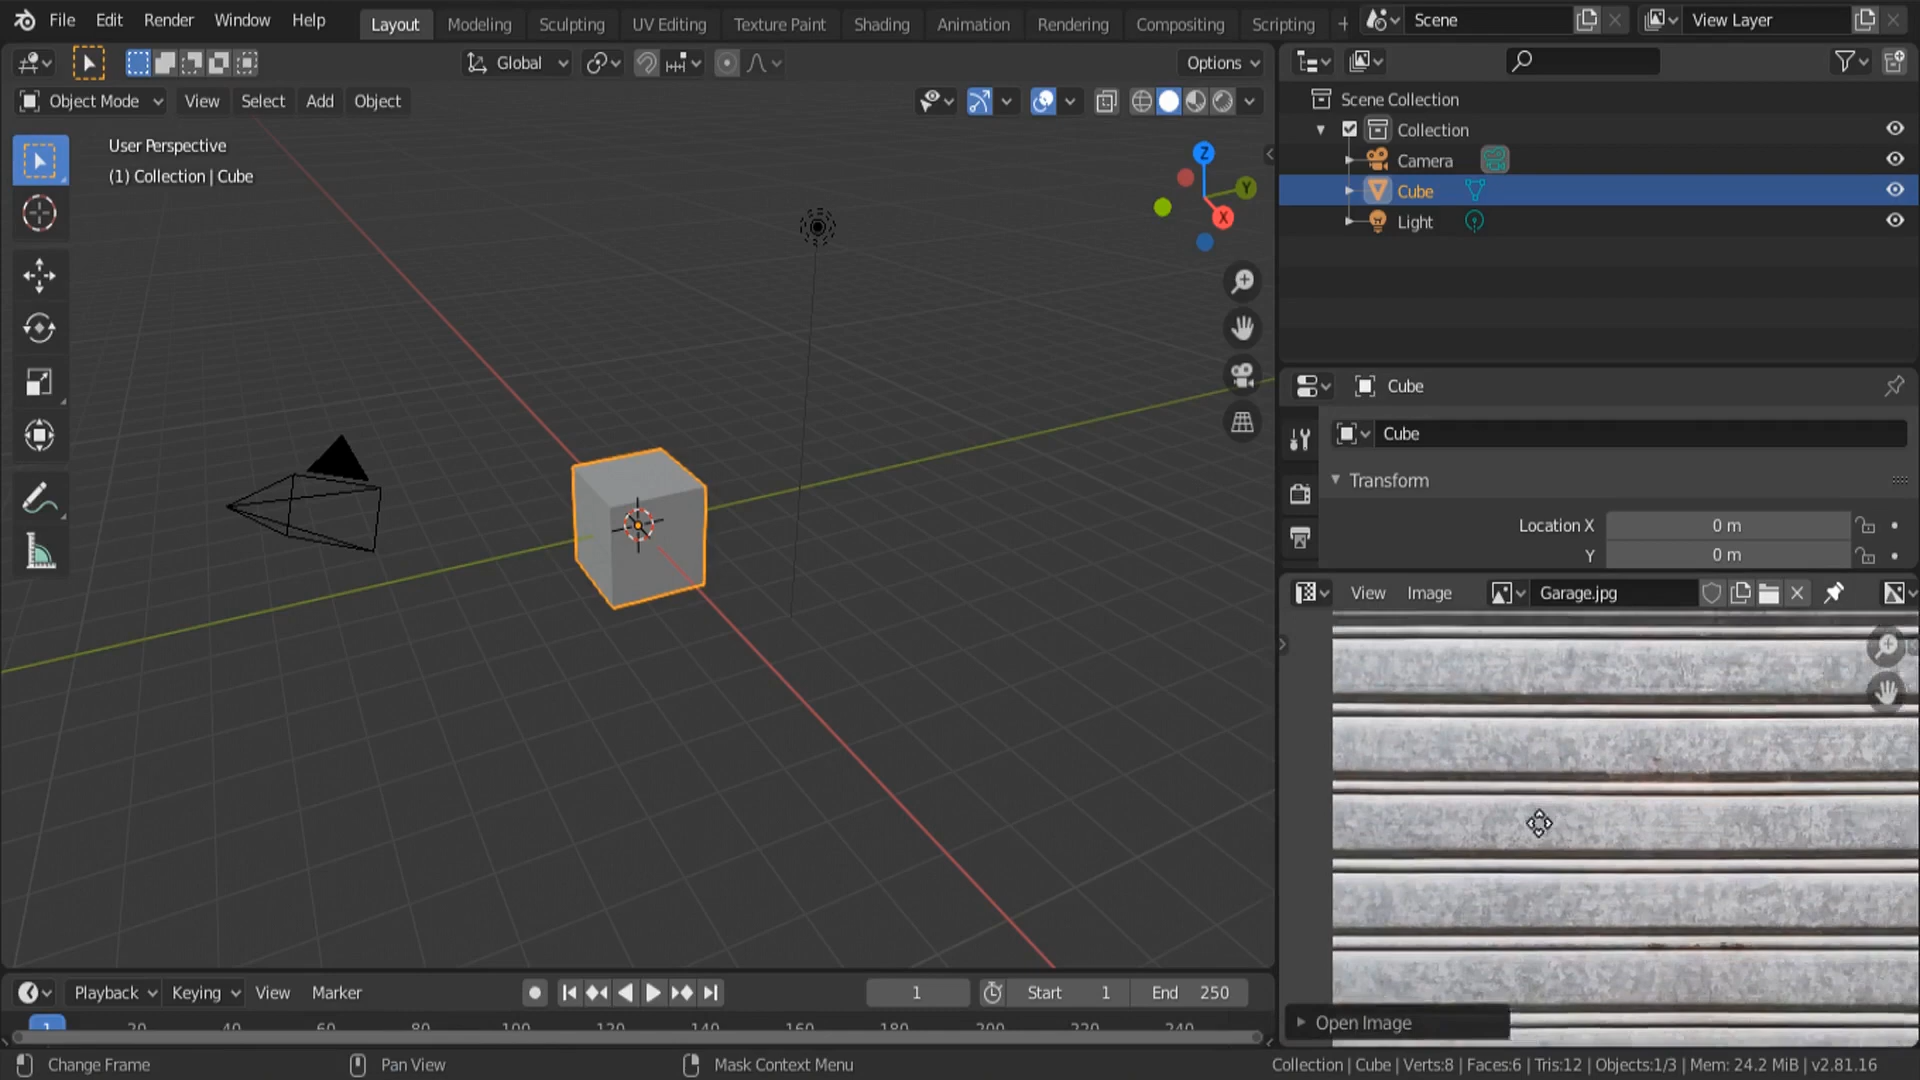 File Edit Render Window Help Layout Modeling Sculpting UV Editing Texture Paint Shading Animation Rendering Compositing Scripting + Scene View Layer
Global Options
Object Mode View Select Add Object
User Perspective
(1) Collection | Cube
Z
Y
X
Scene Collection
Collection
Camera
Cube
Light
Cube
Cube
Transform
Location X 0 m
Y 0 m
View Image Garage.jpg
Open Image
Playback Keying View Marker 1 Start 1 End 250
1 20 40 60 80 100 120 140 160 180 200 220 240
Change Frame Pan View Mask Context Menu Collection | Cube | Verts:8 | Faces:6 | Tris:12 | Objects:1/3 | Mem: 24.2 MiB | v2.81.16